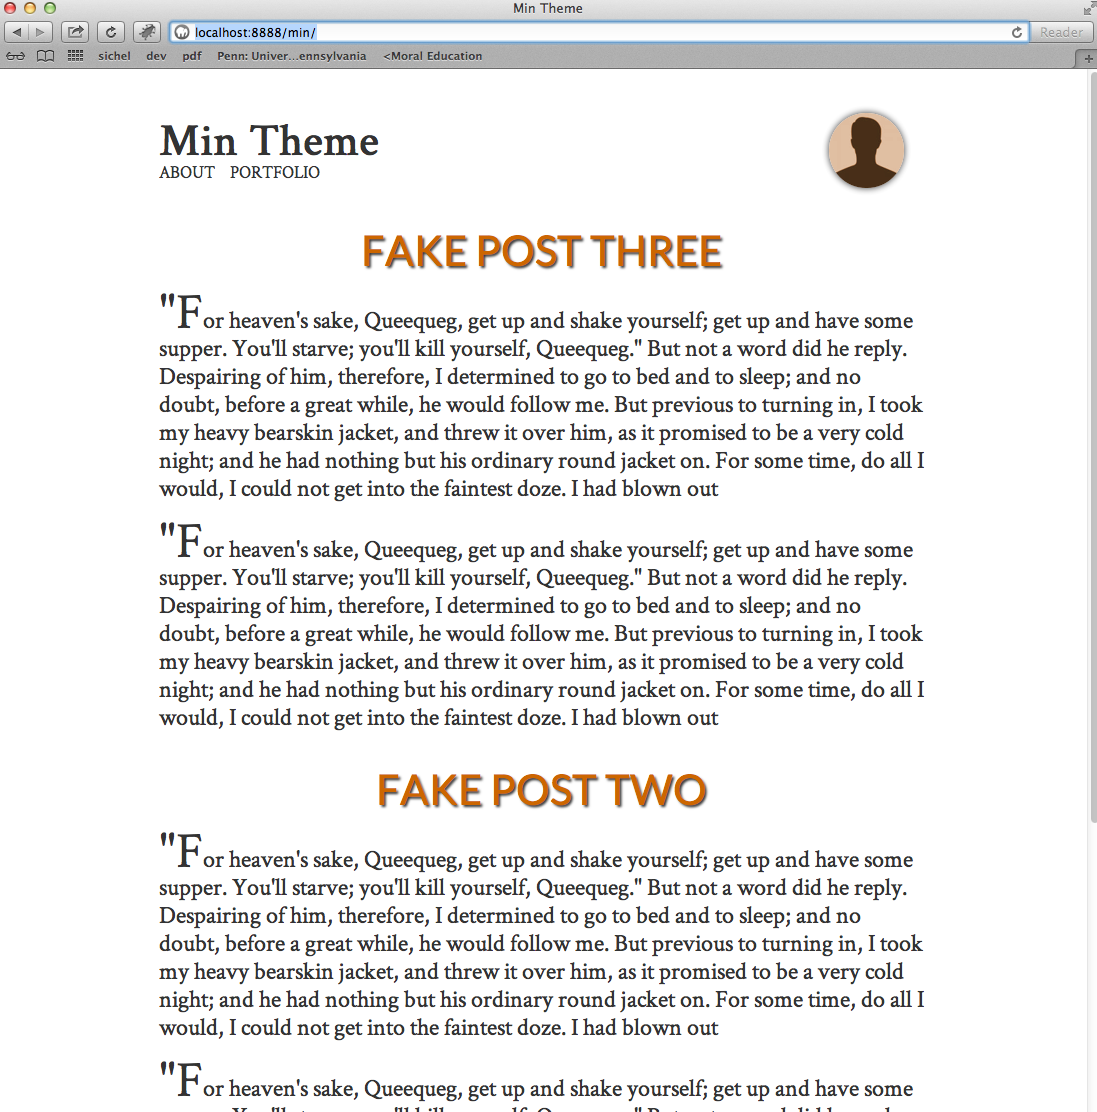 Min Theme
localhost:8888/min/
Reader
sichel dev pdf Penn: Univer...ennsylvania <Moral Education
Min Theme
ABOUT PORTFOLIO
FAKE POST THREE
"For heaven's sake, Queequeg, get up and shake yourself; get up and have some
supper. You'll starve; you'll kill yourself, Queequeg." But not a word did he reply.
Despairing of him, therefore, I determined to go to bed and to sleep; and no
doubt, before a great while, he would follow me. But previous to turning in, I took
my heavy bearskin jacket, and threw it over him, as it promised to be a very cold
night; and he had nothing but his ordinary round jacket on. For some time, do all I
would, I could not get into the faintest doze. I had blown out
"For heaven's sake, Queequeg, get up and shake yourself; get up and have some
supper. You'll starve; you'll kill yourself, Queequeg." But not a word did he reply.
Despairing of him, therefore, I determined to go to bed and to sleep; and no
doubt, before a great while, he would follow me. But previous to turning in, I took
my heavy bearskin jacket, and threw it over him, as it promised to be a very cold
night; and he had nothing but his ordinary round jacket on. For some time, do all I
would, I could not get into the faintest doze. I had blown out
FAKE POST TWO
"For heaven's sake, Queequeg, get up and shake yourself; get up and have some
supper. You'll starve; you'll kill yourself, Queequeg." But not a word did he reply.
Despairing of him, therefore, I determined to go to bed and to sleep; and no
doubt, before a great while, he would follow me. But previous to turning in, I took
my heavy bearskin jacket, and threw it over him, as it promised to be a very cold
night; and he had nothing but his ordinary round jacket on. For some time, do all I
would, I could not get into the faintest doze. I had blown out
"For heaven's sake, Queequeg, get up and shake yourself; get up and have some